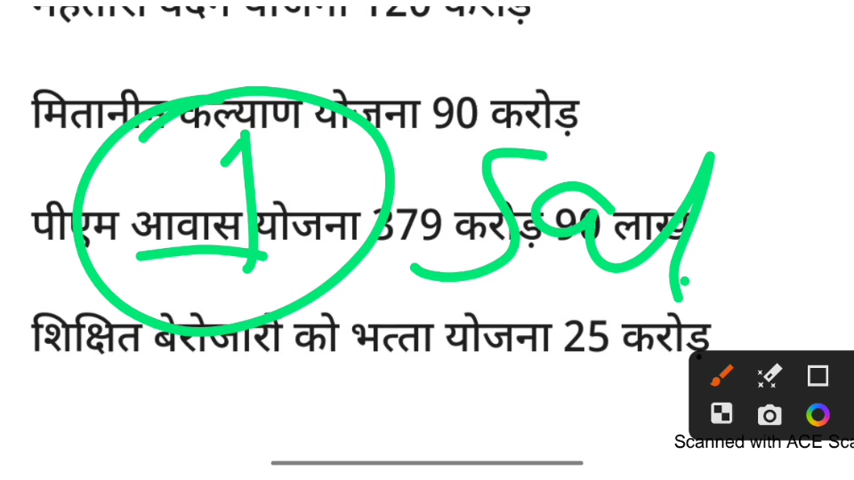 मितानीन कल्याण योजना 90 करोड़
पीएम आवास योजना 379 करोड़ 90 लाख
1 Sal
शिक्षित बेरोजारी को भत्ता योजना 25 करोड़
Scanned with ACE Sca